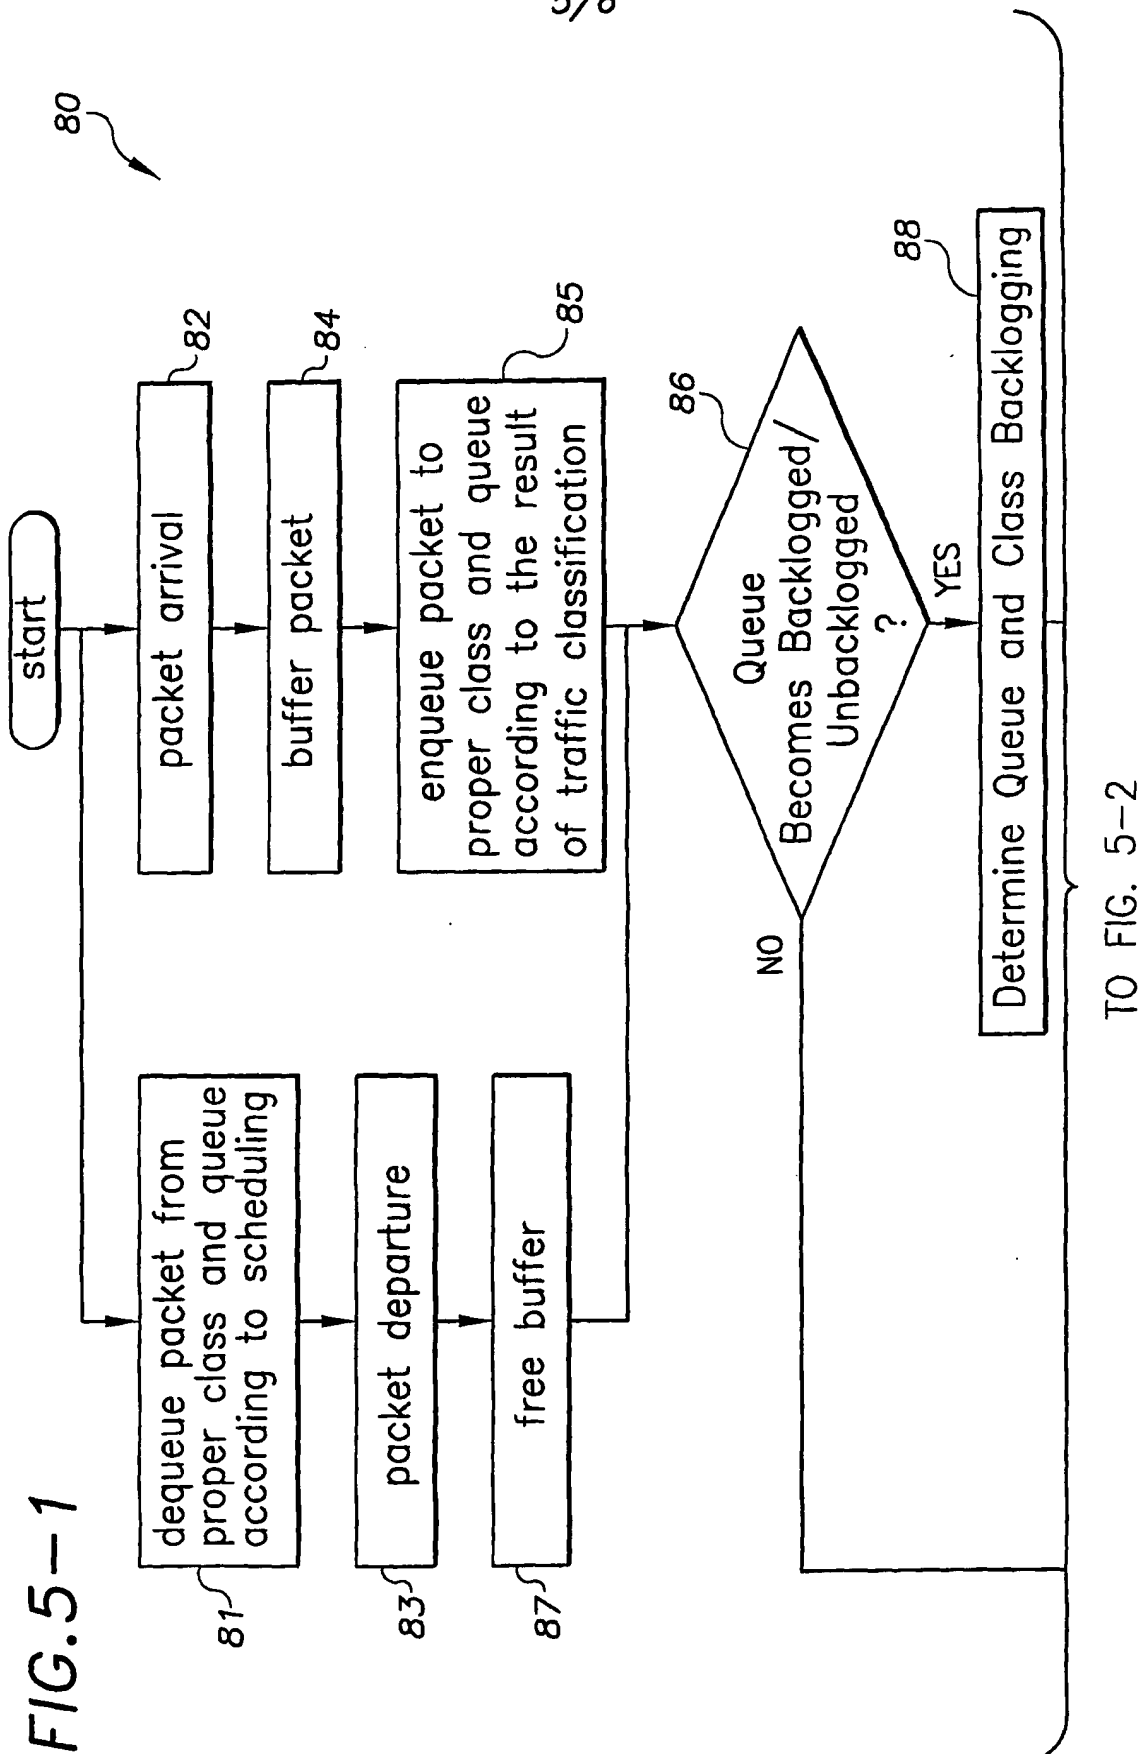 5/6
FIG.5-1
80
start
dequeue packet from
proper class and queue
according to scheduling
81
packet departure
83
free buffer
87
packet arrival
82
buffer packet
84
enqueue packet to
proper class and queue
according to the result
of traffic classification
85
Queue
Becomes Backlogged/
Unbacklogged
?
86
NO
YES
Determine Queue and Class Backlogging
88
TO FIG. 5-2